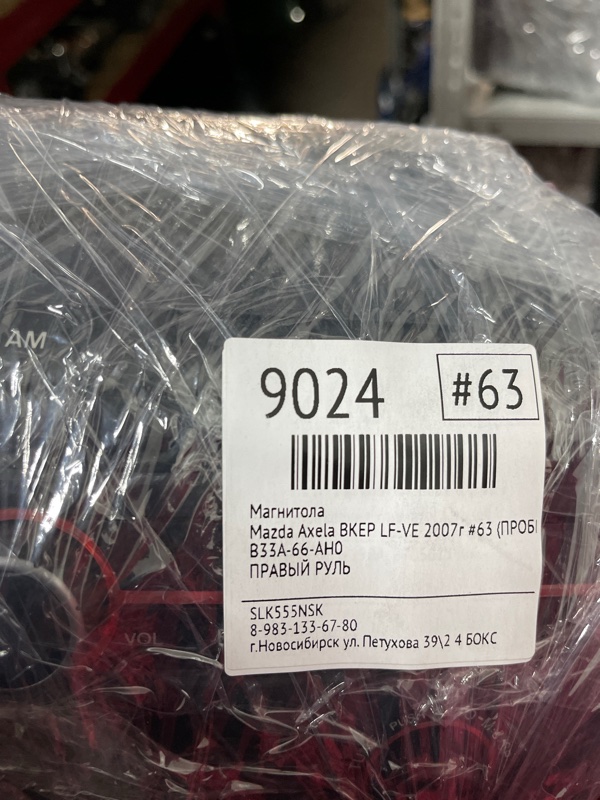 AM
9024
#63
Магнитола
Mazda Axela BKEP LF-VE 2007г #63 (ПРОБ
B33A-66-AH0
ПРАВЫЙ РУЛЬ
SLK555NSK
8-983-133-67-80
г.Новосибирск ул. Петухова 39\2 4 БОКС
VOL